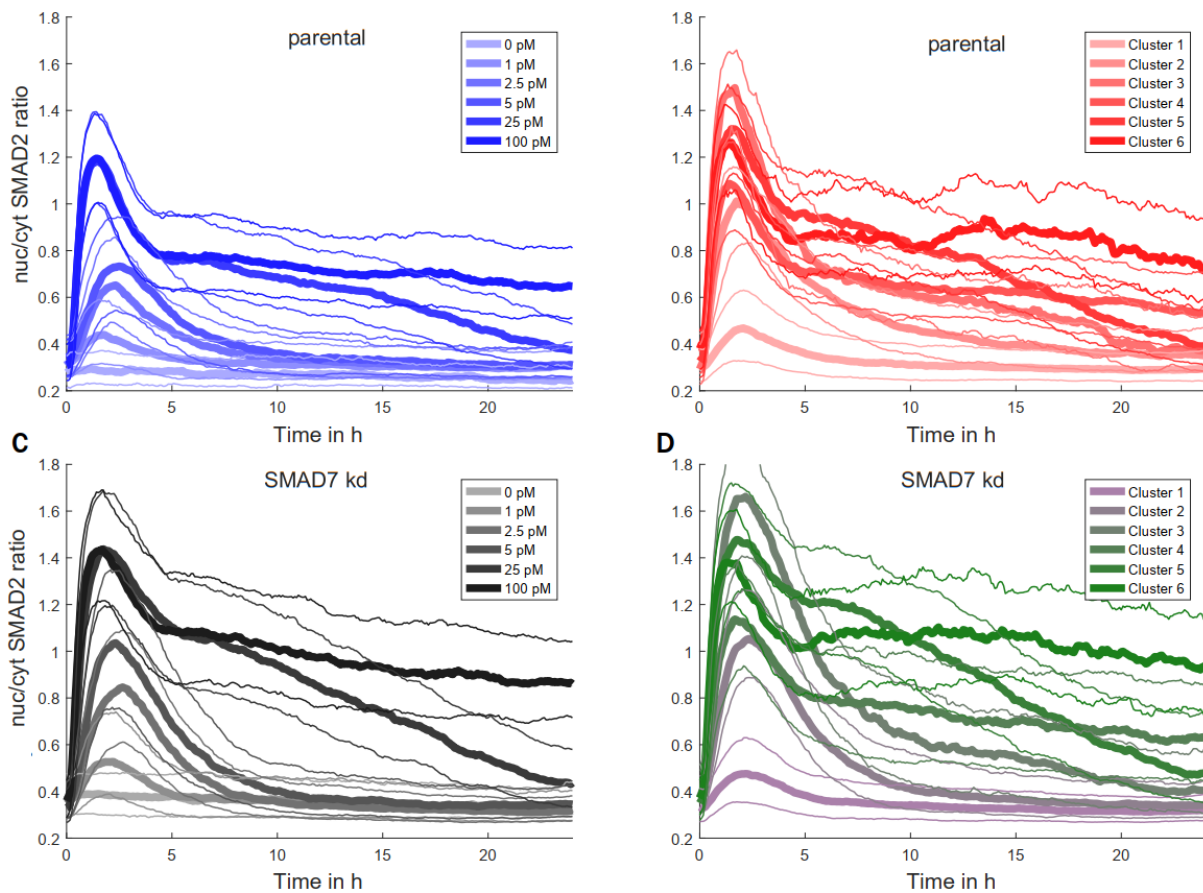 parental
0 pM
1 pM
2.5 pM
5 pM
25 pM
100 pM
nuc/cyt SMAD2 ratio
1.8
1.6
1.4
1.2
1
0.8
0.6
0.4
0.2
0
5
10
15
20
Time in h
parental
Cluster 1
Cluster 2
Cluster 3
Cluster 4
Cluster 5
Cluster 6
1.8
1.6
1.4
1.2
1
0.8
0.6
0.4
0.2
0
5
10
15
20
Time in h
C
SMAD7 kd
0 pM
1 pM
2.5 pM
5 pM
25 pM
100 pM
nuc/cyt SMAD2 ratio
1.8
1.6
1.4
1.2
1
0.8
0.6
0.4
0.2
0
5
10
15
20
Time in h
D
SMAD7 kd
Cluster 1
Cluster 2
Cluster 3
Cluster 4
Cluster 5
Cluster 6
1.8
1.6
1.4
1.2
1
0.8
0.6
0.4
0.2
0
5
10
15
20
Time in h